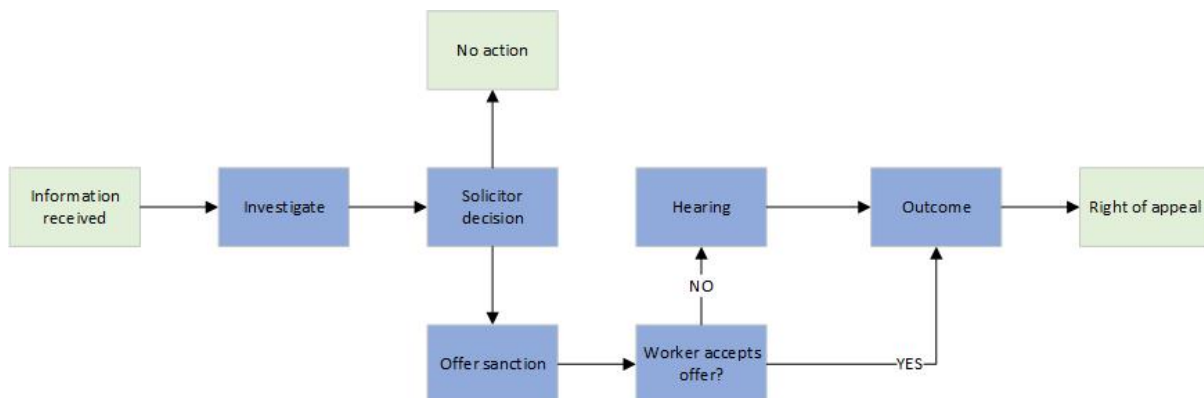 No action
Information
received
Investigate
Solicitor
decision
Hearing
Outcome
Right of appeal
NO
Offer sanction
Worker accepts
offer?
YES